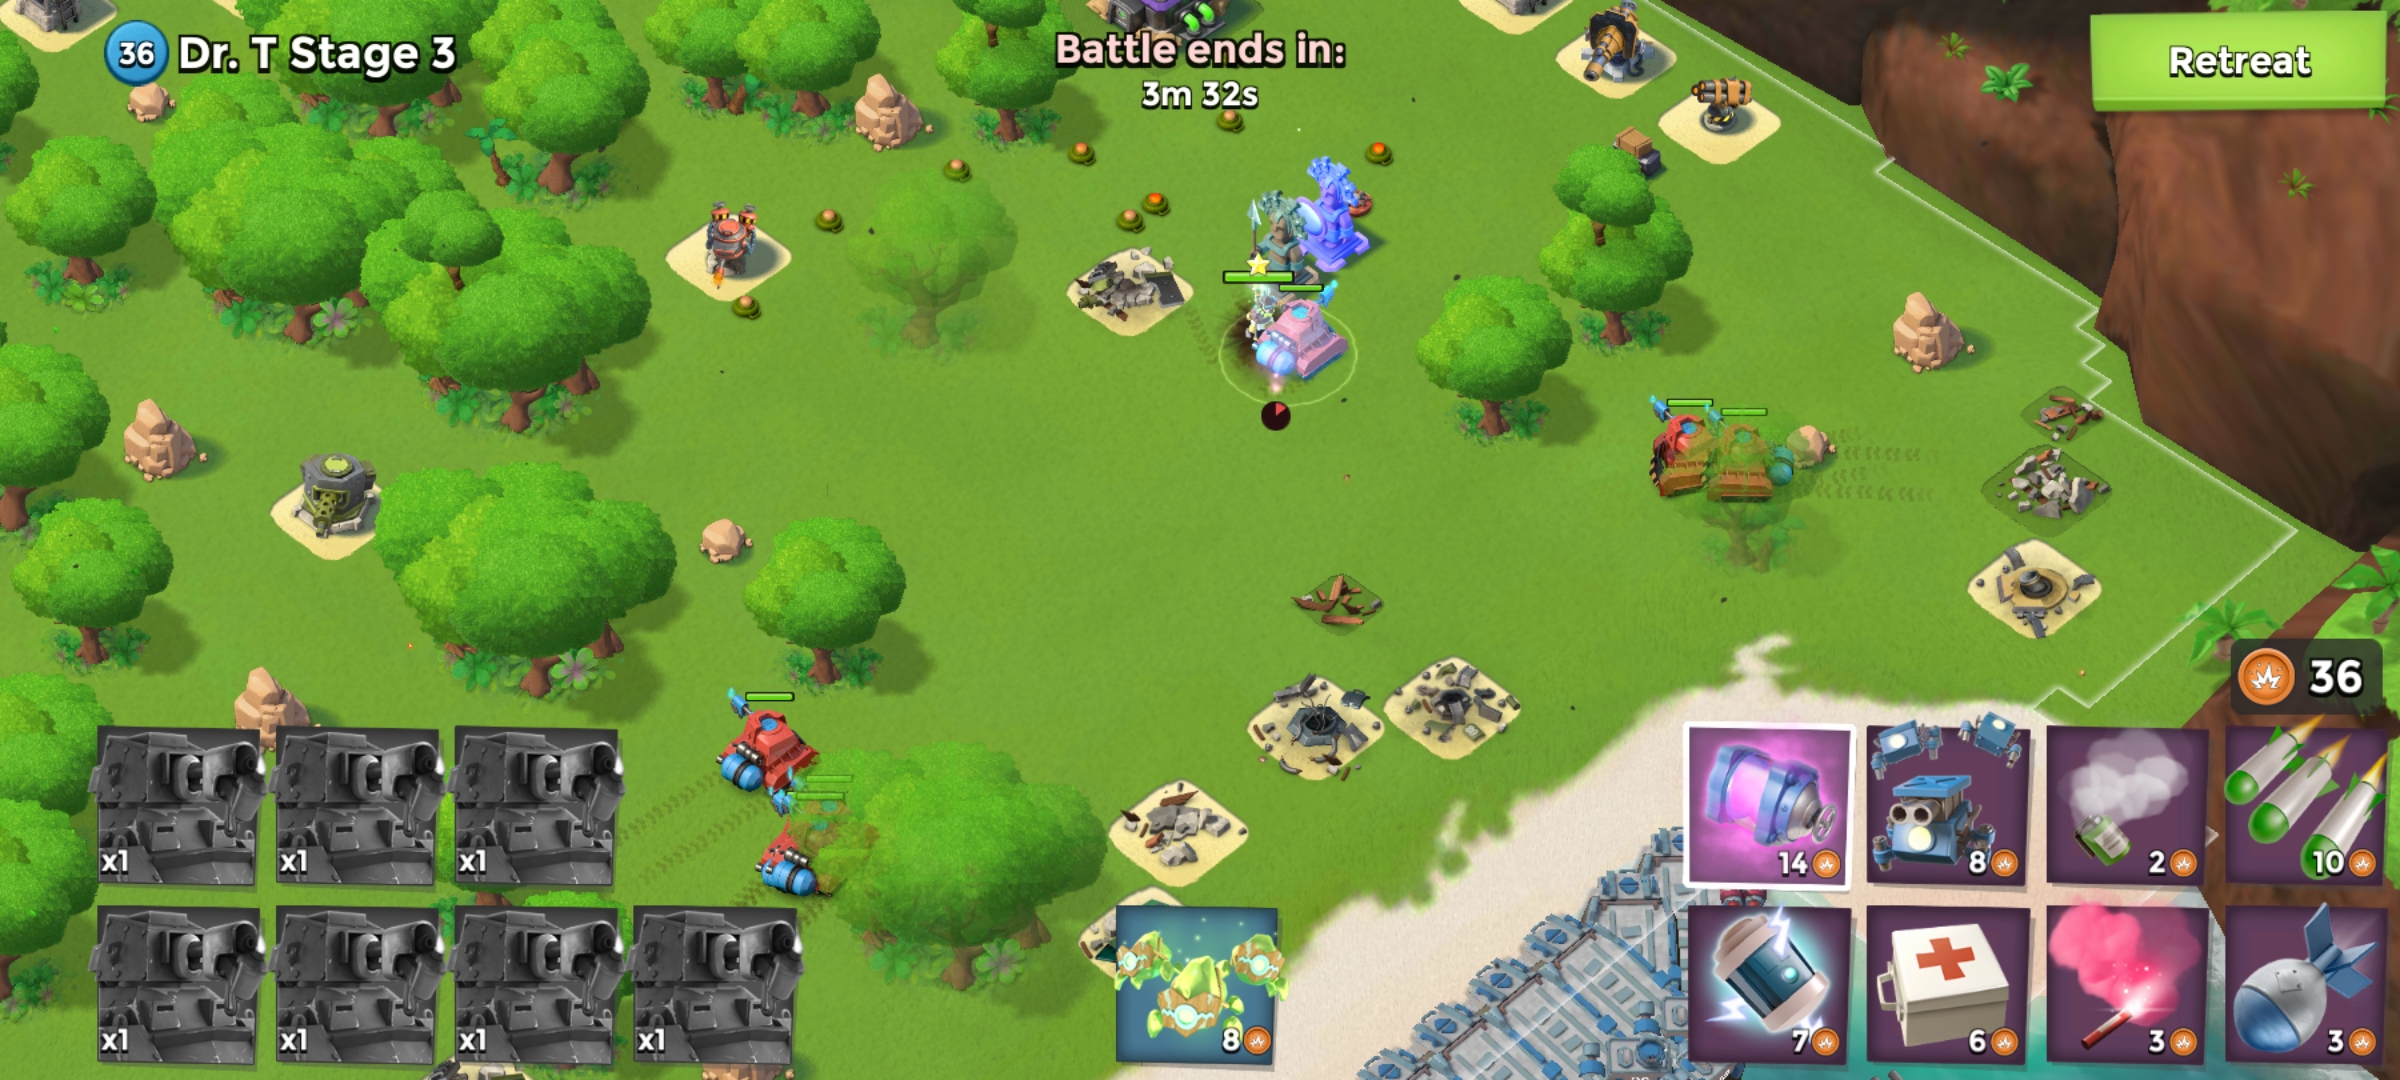 36 Dr. T Stage 3
Battle ends in:
3m 32s
Retreat
36
x1 x1 x1
14 8 2 10
x1 x1 x1 x1
8
7 6 3 3